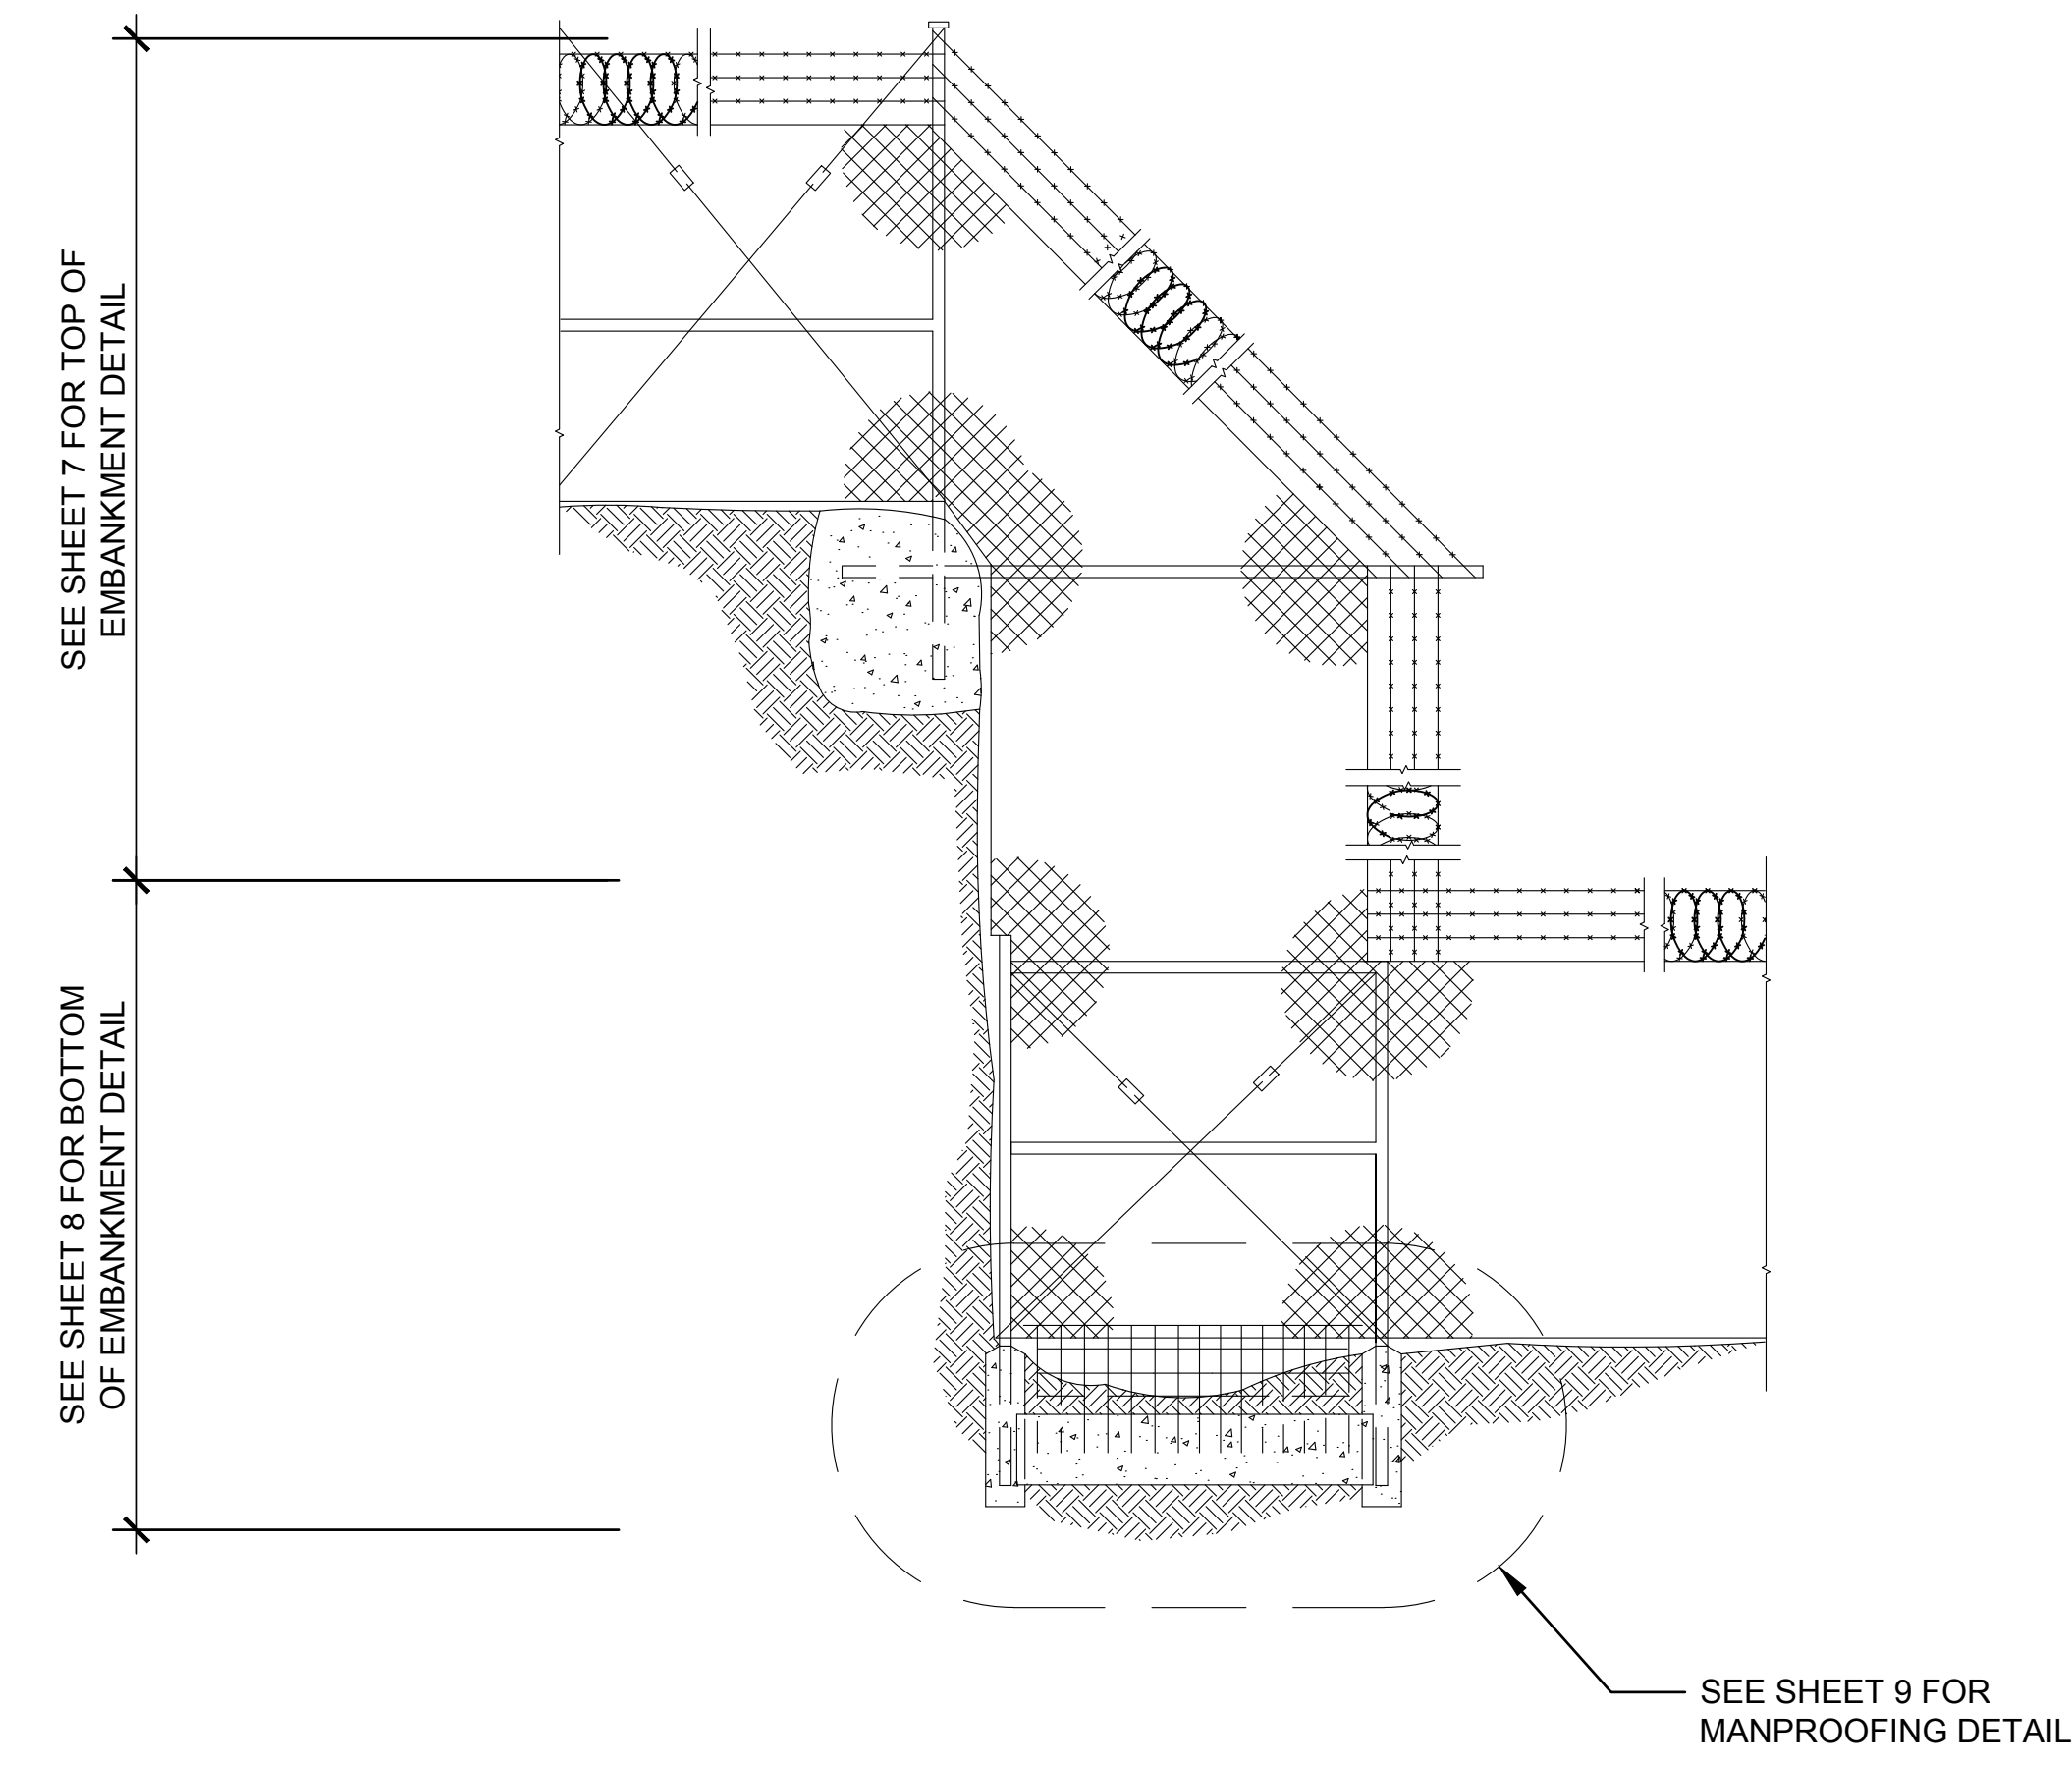 SEE SHEET 7 FOR TOP OF
EMBANKMENT DETAIL
SEE SHEET 8 FOR BOTTOM
OF EMBANKMENT DETAIL
SEE SHEET 9 FOR
MANPROOFING DETAIL